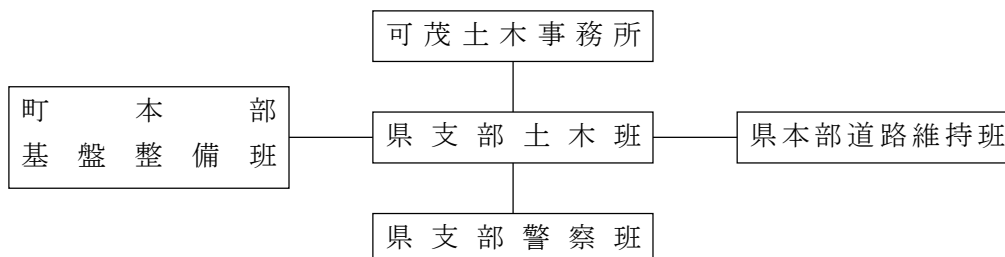 可茂土木事務所
町本部
基盤整備班
県支部土木班
県本部道路維持班
県支部警察班